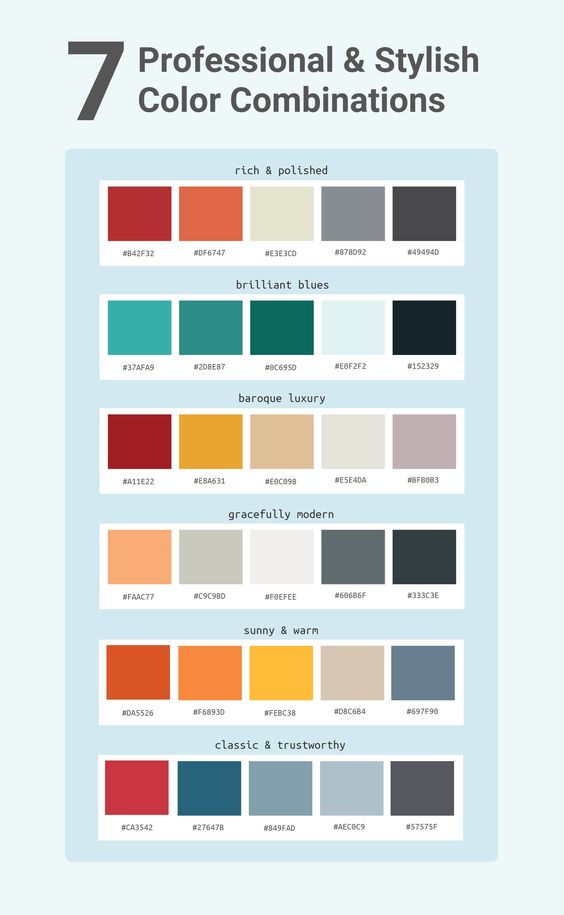 7 Professional & Stylish
Color Combinations
rich & polished
#B42F32 #DF6747 #E3E3CD #878D92 #49494D
brilliant blues
#37AFA9 #2D8E87 #0C695D #E0F2F2 #152329
baroque luxury
#A11E22 #E8A631 #E0C098 #E5E4DA #BFB0B3
gracefully modern
#FAAC77 #C9C9BD #F0EFEE #606B6F #333C3E
sunny & warm
#DA5526 #F6893D #FEBC38 #D8C6B4 #697F90
classic & trustworthy
#CA3542 #27647B #849FAD #AEC0C9 #57575F